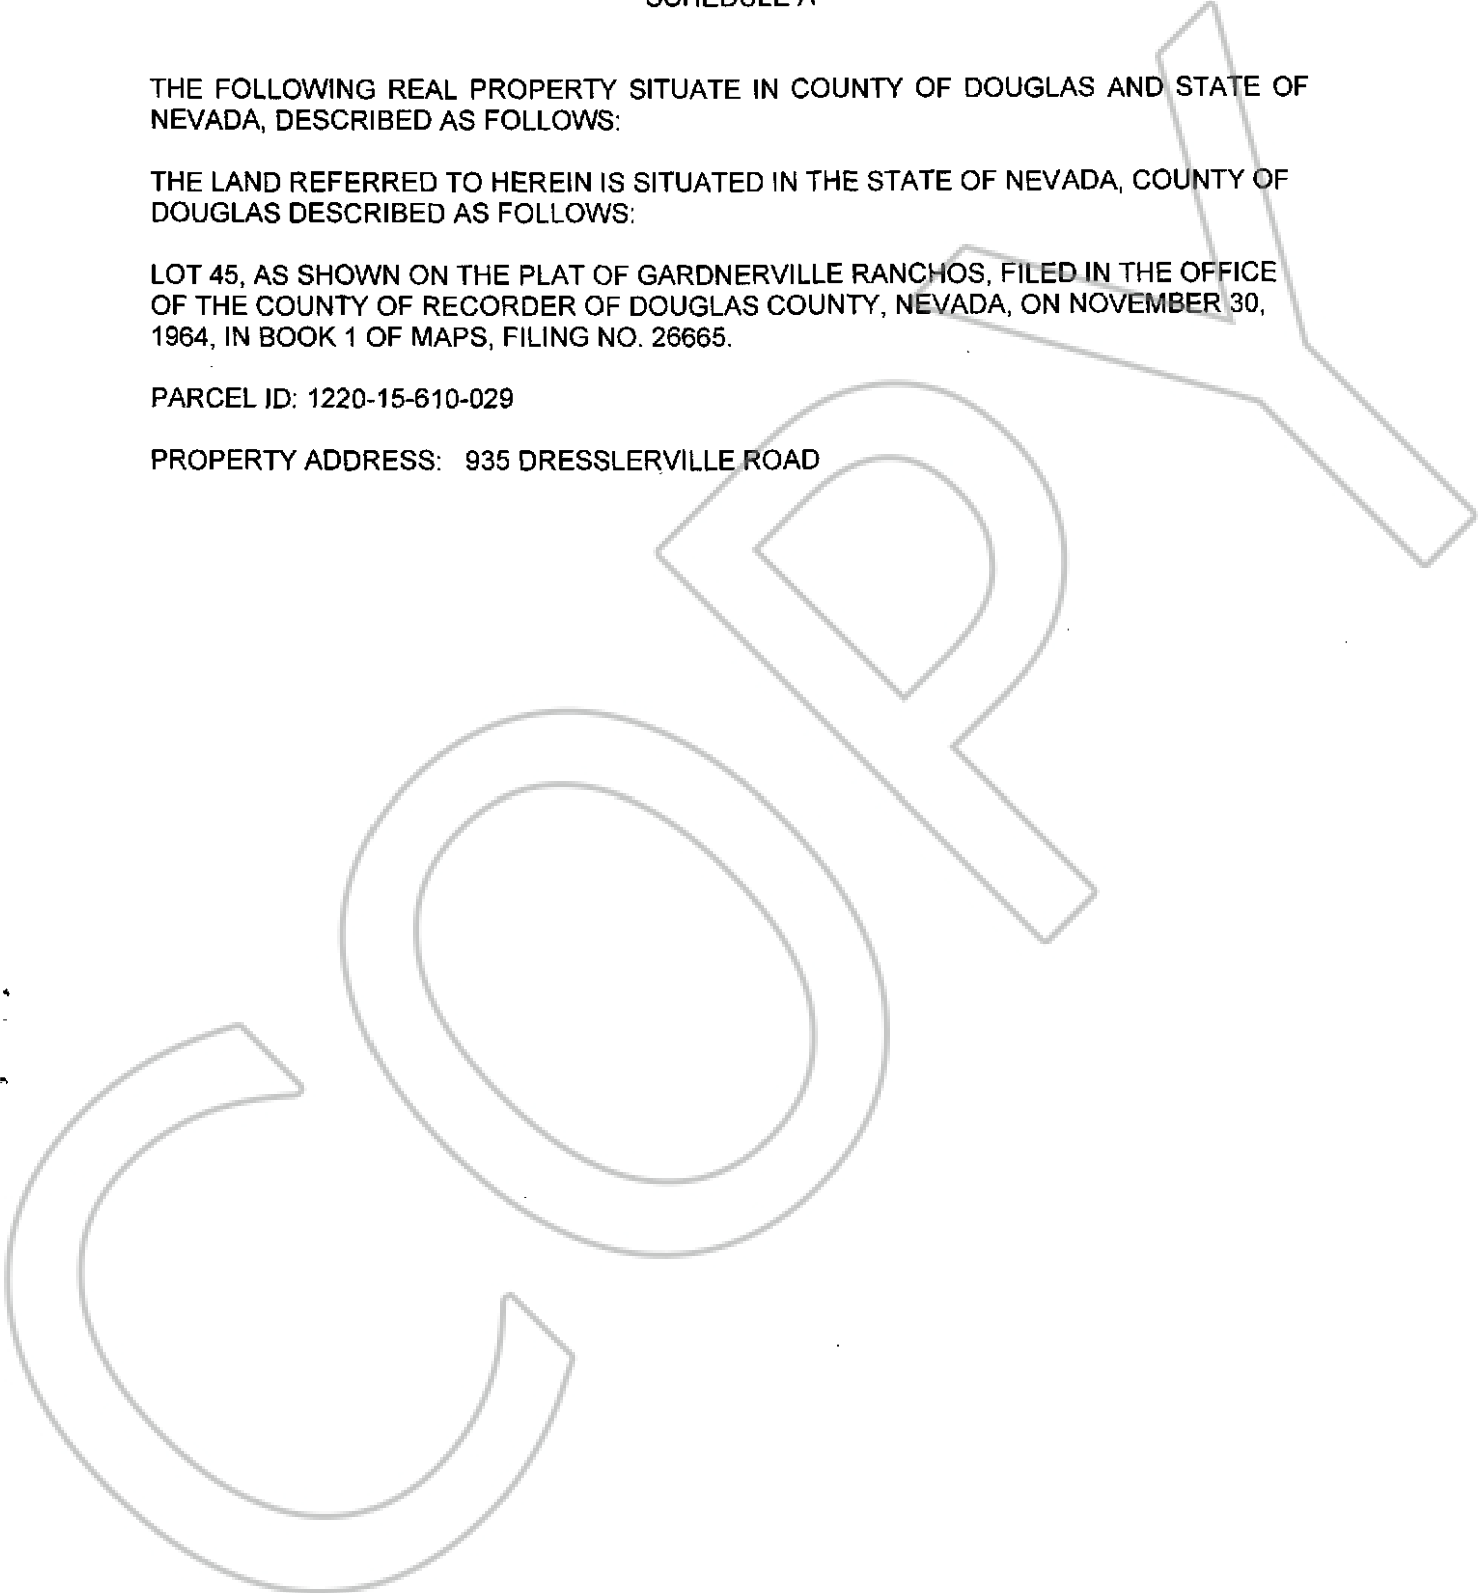 SCHEDULE A
THE FOLLOWING REAL PROPERTY SITUATE IN COUNTY OF DOUGLAS AND STATE OF
NEVADA, DESCRIBED AS FOLLOWS:
THE LAND REFERRED TO HEREIN IS SITUATED IN THE STATE OF NEVADA, COUNTY OF
DOUGLAS DESCRIBED AS FOLLOWS:
LOT 45, AS SHOWN ON THE PLAT OF GARDNERVILLE RANCHOS, FILED IN THE OFFICE
OF THE COUNTY OF RECORDER OF DOUGLAS COUNTY, NEVADA, ON NOVEMBER 30,
1964, IN BOOK 1 OF MAPS, FILING NO. 26665.
PARCEL ID: 1220-15-610-029
PROPERTY ADDRESS: 935 DRESSLERVILLE ROAD
COPY